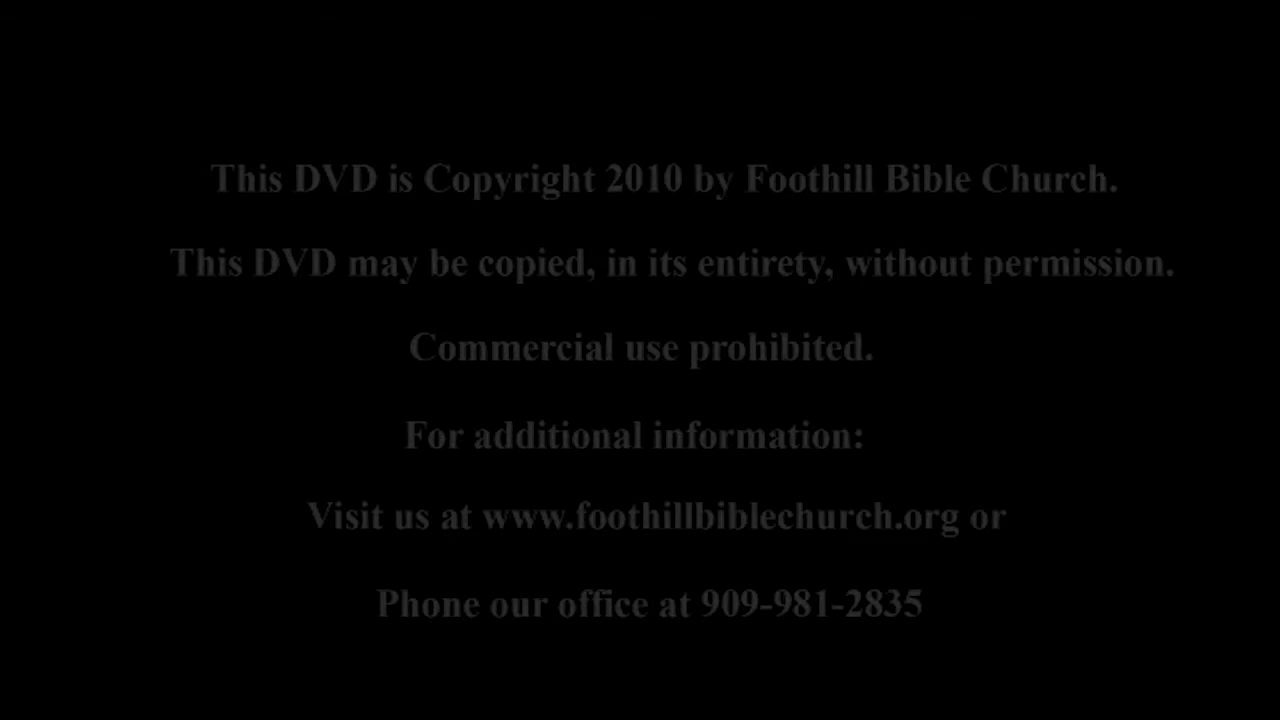 This DVD is Copyright 2010 by Foothill Bible Church.
This DVD may be copied, in its entirety, without permission.
Commercial use prohibited.
For additional information:
Visit us at www.foothillbiblechurch.org or
Phone our office at 909-981-2835